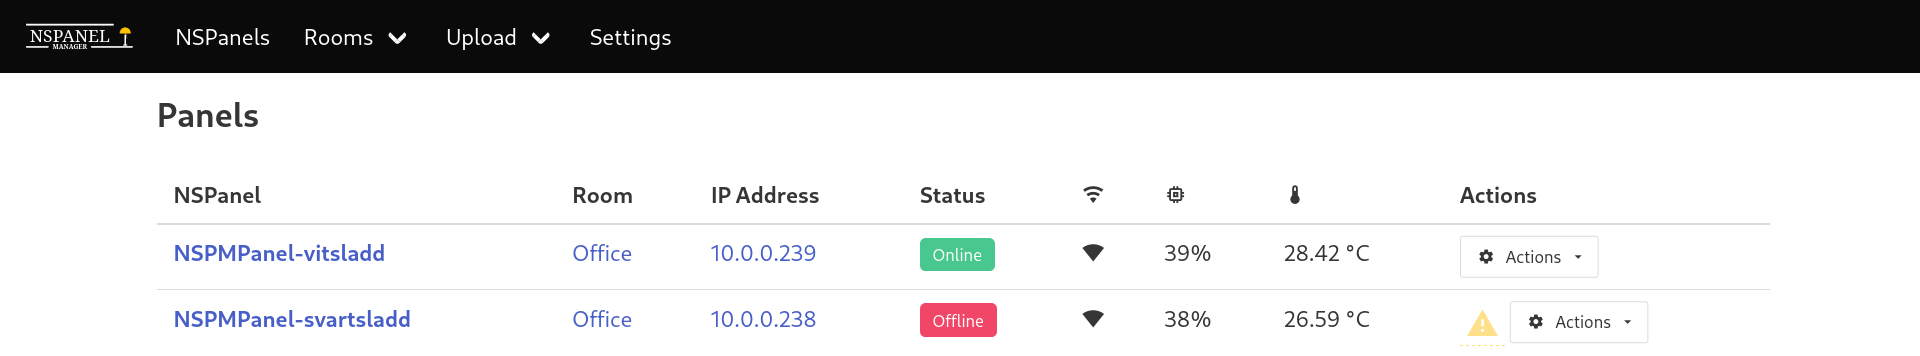 NSPANEL MANAGER NSPanels Rooms Upload Settings
Panels
NSPanel Room IP Address Status Actions
NSPMPanel-vitsladd Office 10.0.0.239 Online 39% 28.42 °C Actions
NSPMPanel-svartsladd Office 10.0.0.238 Offline 38% 26.59 °C Actions